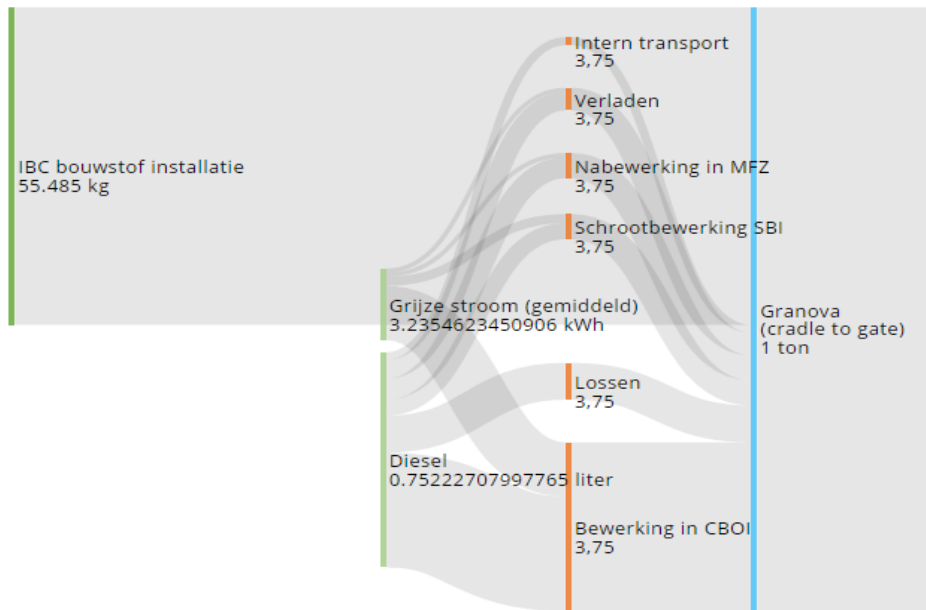 IBC bouwstof installatie
55.485 kg
Grijze stroom (gemiddeld)
3.2354623450906 kWh
Diesel
0.75222707997765 liter
Intern transport
3,75
Verladen
3,75
Nabewerking in MFZ
3,75
Schrootbewerking SBI
3,75
Lossen
3,75
Bewerking in CBOI
3,75
Granova
(cradle to gate)
1 ton